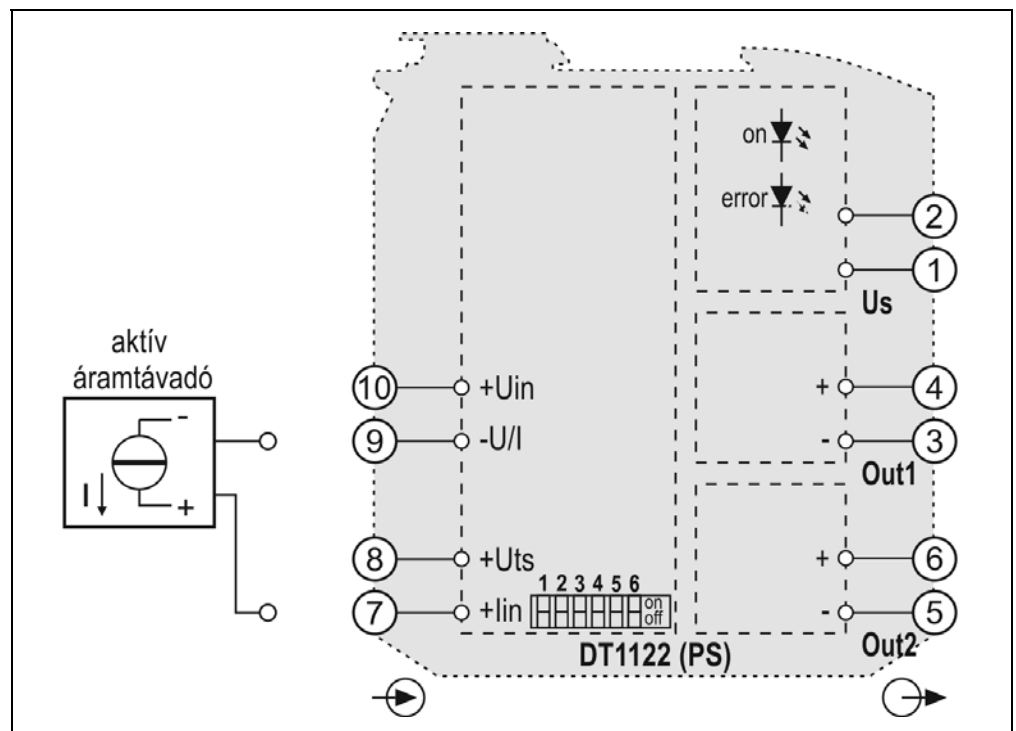 on
error
2
1
Us
aktív
áramtávadó
-
I
+
10 +Uin
9 -U/I
+ 4
- 3
Out1
8 +Uts
1 2 3 4 5 6
7 +Iin
on
off
+ 6
- 5
Out2
DT1122 (PS)